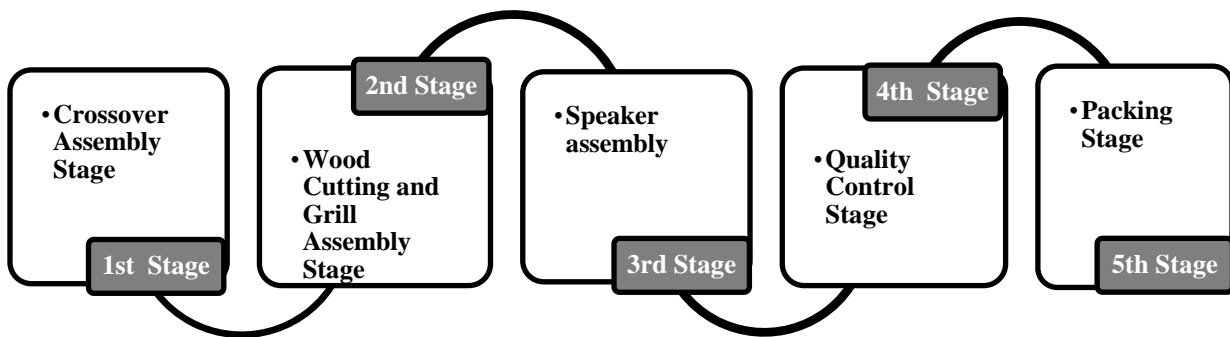 • Crossover
Assembly
Stage
1st Stage
2nd Stage
• Wood
Cutting and
Grill
Assembly
Stage
• Speaker
assembly
3rd Stage
4th Stage
• Quality
Control
Stage
• Packing
Stage
5th Stage